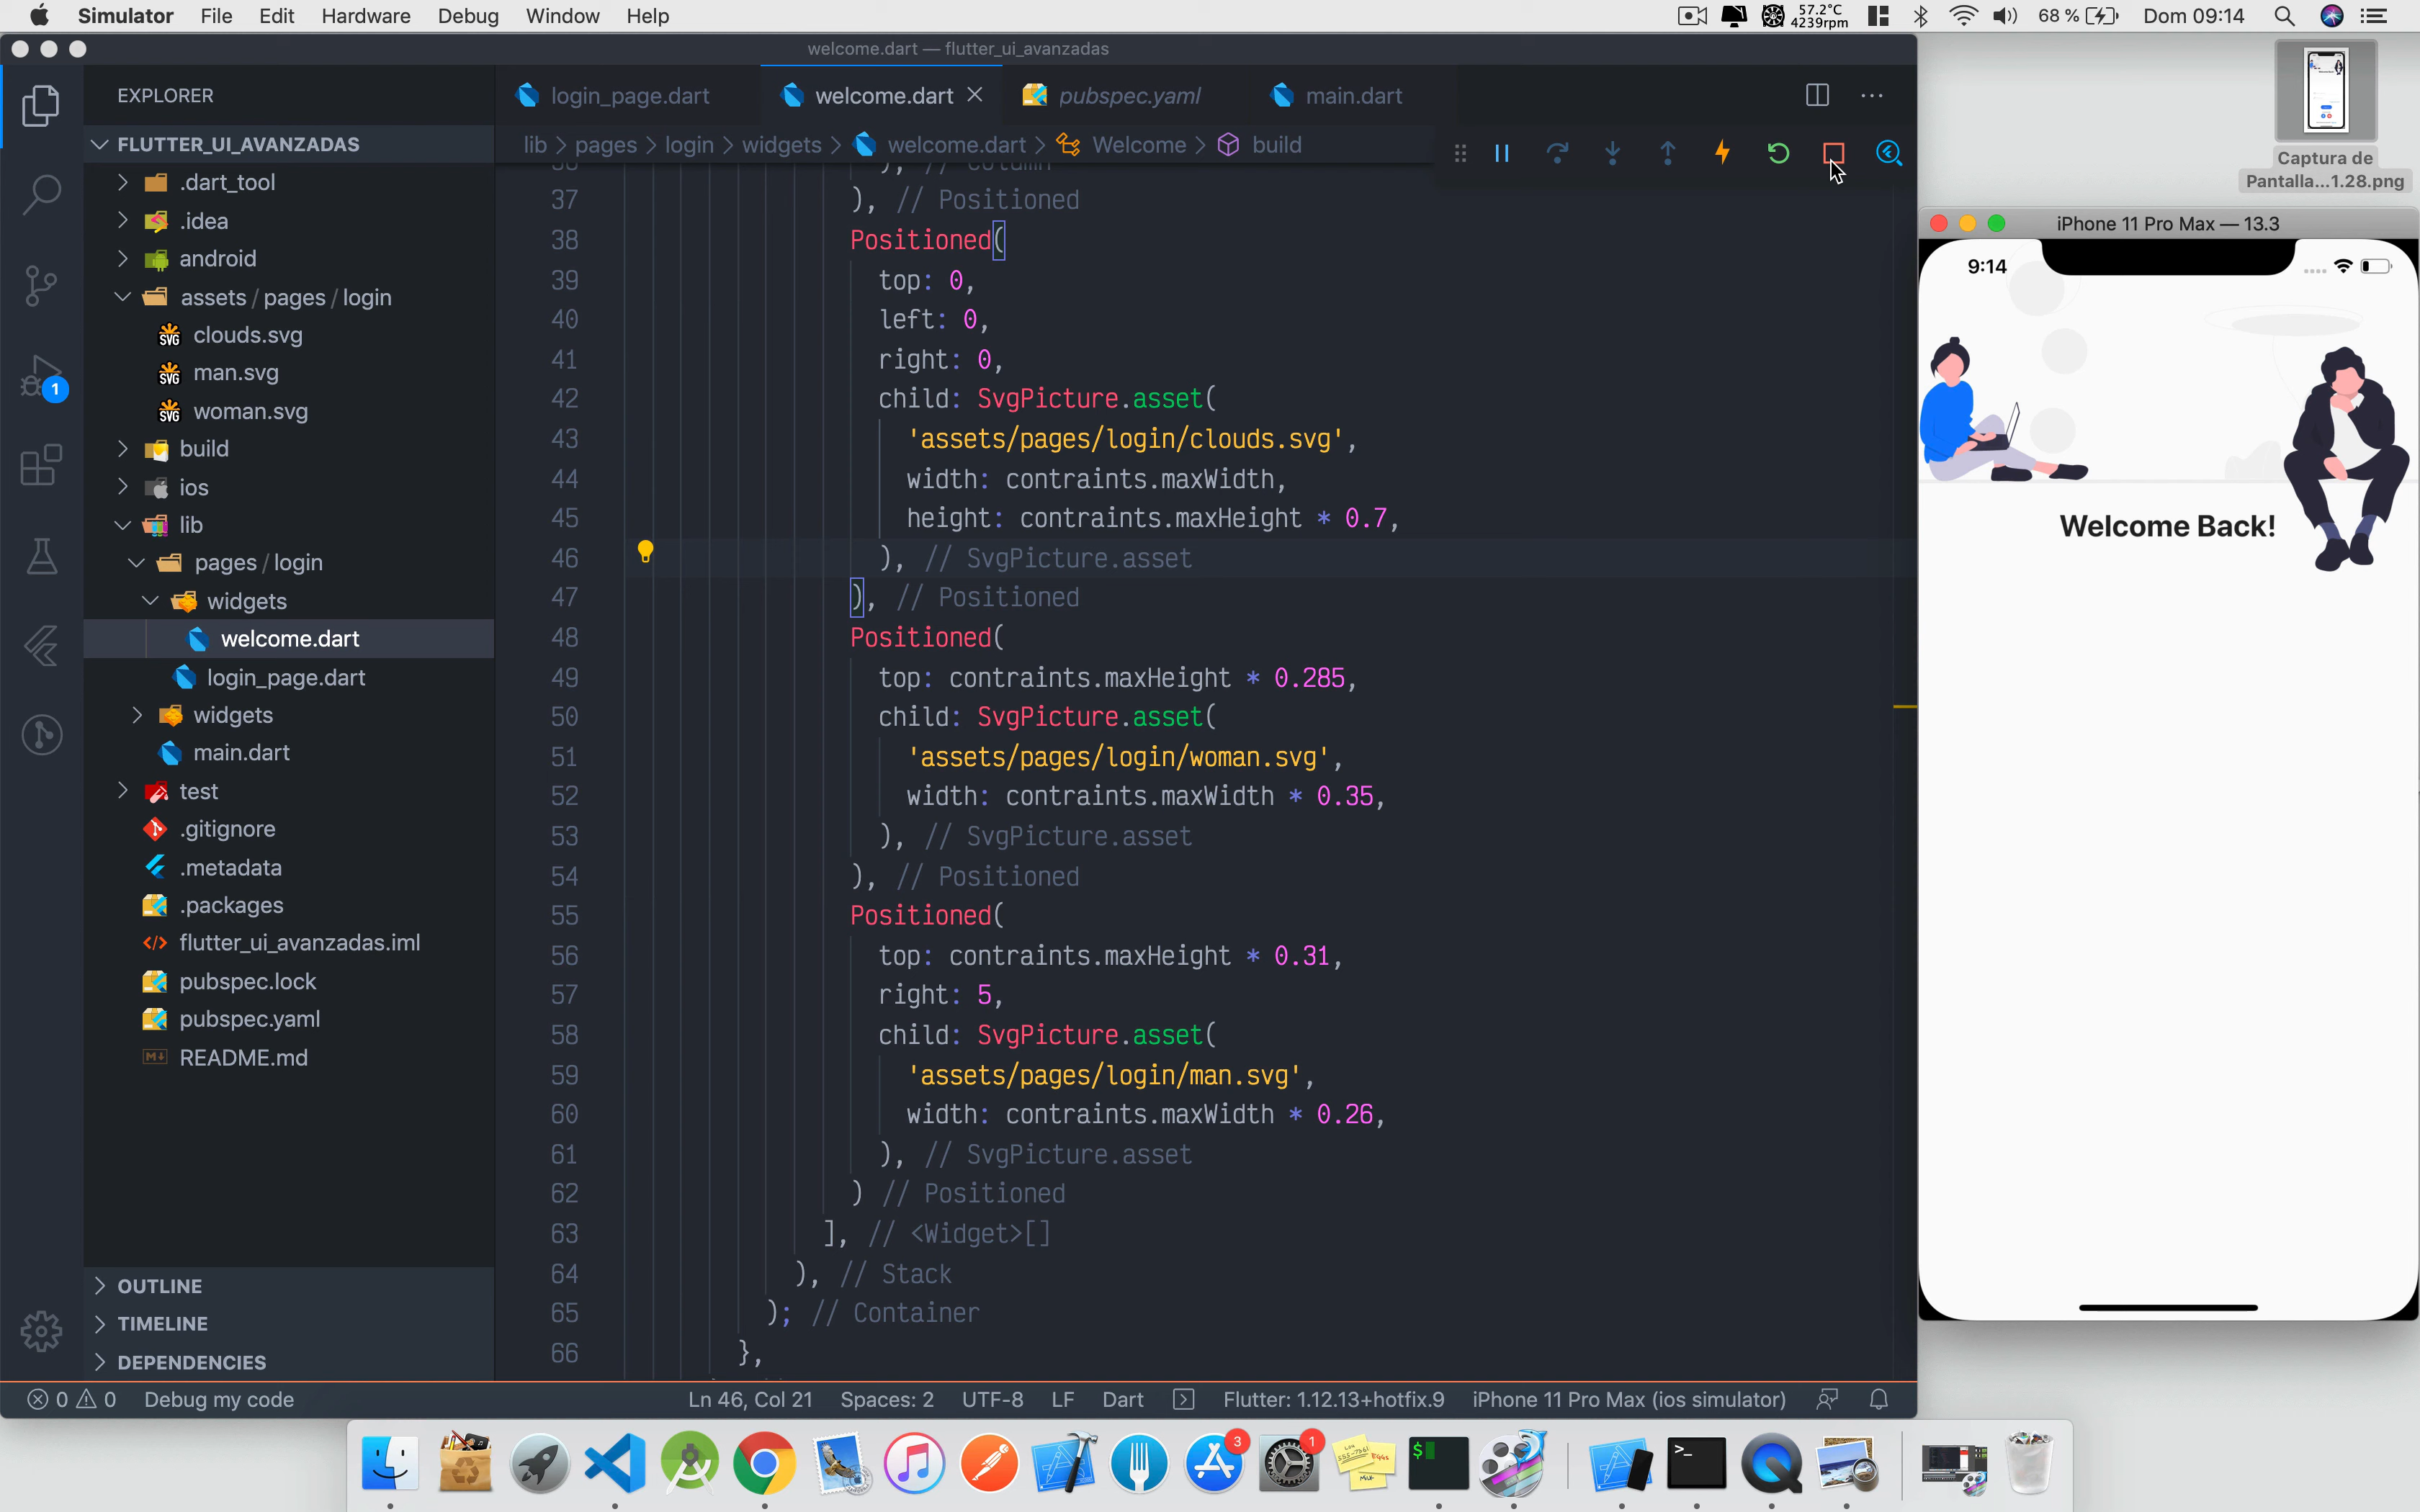 Simulator File Edit Hardware Debug Window Help
57.2°C
4239rpm
68 %
Dom 09:14
welcome.dart — flutter_ui_avanzadas
EXPLORER
login_page.dart
welcome.dart
pubspec.yaml
main.dart
FLUTTER_UI_AVANZADAS
lib > pages > login > widgets > welcome.dart > Welcome > build
.dart_tool
.idea
android
assets / pages / login
clouds.svg
man.svg
woman.svg
build
ios
lib
pages / login
widgets
welcome.dart
login_page.dart
widgets
main.dart
test
.gitignore
.metadata
.packages
flutter_ui_avanzadas.iml
pubspec.lock
pubspec.yaml
README.md
OUTLINE
TIMELINE
DEPENDENCIES
1
36 ), // Column
37 ), // Positioned
38 Positioned(
39 top: 0,
40 left: 0,
41 right: 0,
42 child: SvgPicture.asset(
43 'assets/pages/login/clouds.svg',
44 width: contraints.maxWidth,
45 height: contraints.maxHeight * 0.7,
46 ), // SvgPicture.asset
47 ), // Positioned
48 Positioned(
49 top: contraints.maxHeight * 0.285,
50 child: SvgPicture.asset(
51 'assets/pages/login/woman.svg',
52 width: contraints.maxWidth * 0.35,
53 ), // SvgPicture.asset
54 ), // Positioned
55 Positioned(
56 top: contraints.maxHeight * 0.31,
57 right: 5,
58 child: SvgPicture.asset(
59 'assets/pages/login/man.svg',
60 width: contraints.maxWidth * 0.26,
61 ), // SvgPicture.asset
62 ) // Positioned
63 ], // <Widget>[]
64 ), // Stack
65 ); // Container
66 },
0 0 Debug my code
Ln 46, Col 21 Spaces: 2 UTF-8 LF Dart Flutter: 1.12.13+hotfix.9 iPhone 11 Pro Max (ios simulator)
Captura de
Pantalla...1.28.png
iPhone 11 Pro Max — 13.3
9:14
Welcome Back!
3
1